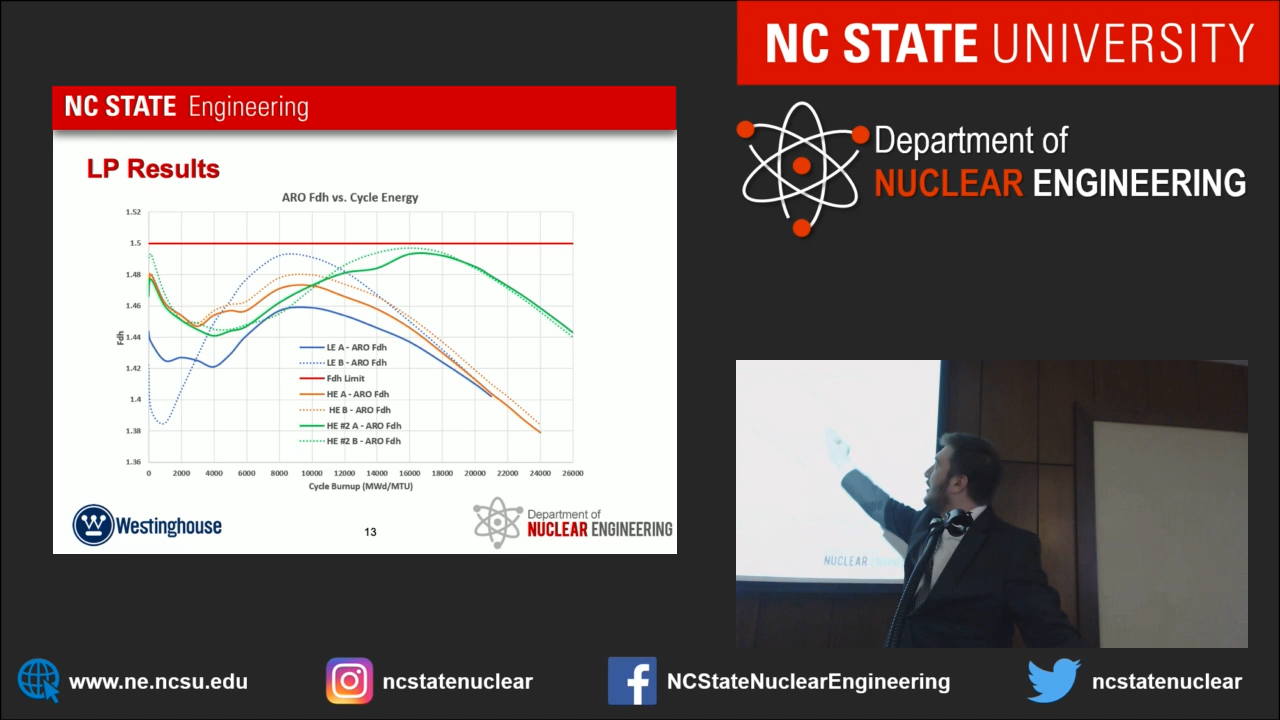 NC STATE UNIVERSITY
Department of
NUCLEAR ENGINEERING
NC STATE Engineering
LP Results
ARO Fdh vs. Cycle Energy
1.52
1.5
1.48
1.46
1.44
1.42
1.4
1.38
1.36
Fdh
LE A - ARO Fdh
LE B - ARO Fdh
Fdh Limit
HE A - ARO Fdh
HE B - ARO Fdh
HE #2 A - ARO Fdh
HE #2 B - ARO Fdh
0 2000 4000 6000 8000 10000 12000 14000 16000 18000 20000 22000 24000 26000
Cycle Burnup (MWd/MTU)
W Westinghouse
13
Department of
NUCLEAR ENGINEERING
NUCLEAR
www.ne.ncsu.edu
ncstatenuclear
f NCStateNuclearEngineering
ncstatenuclear